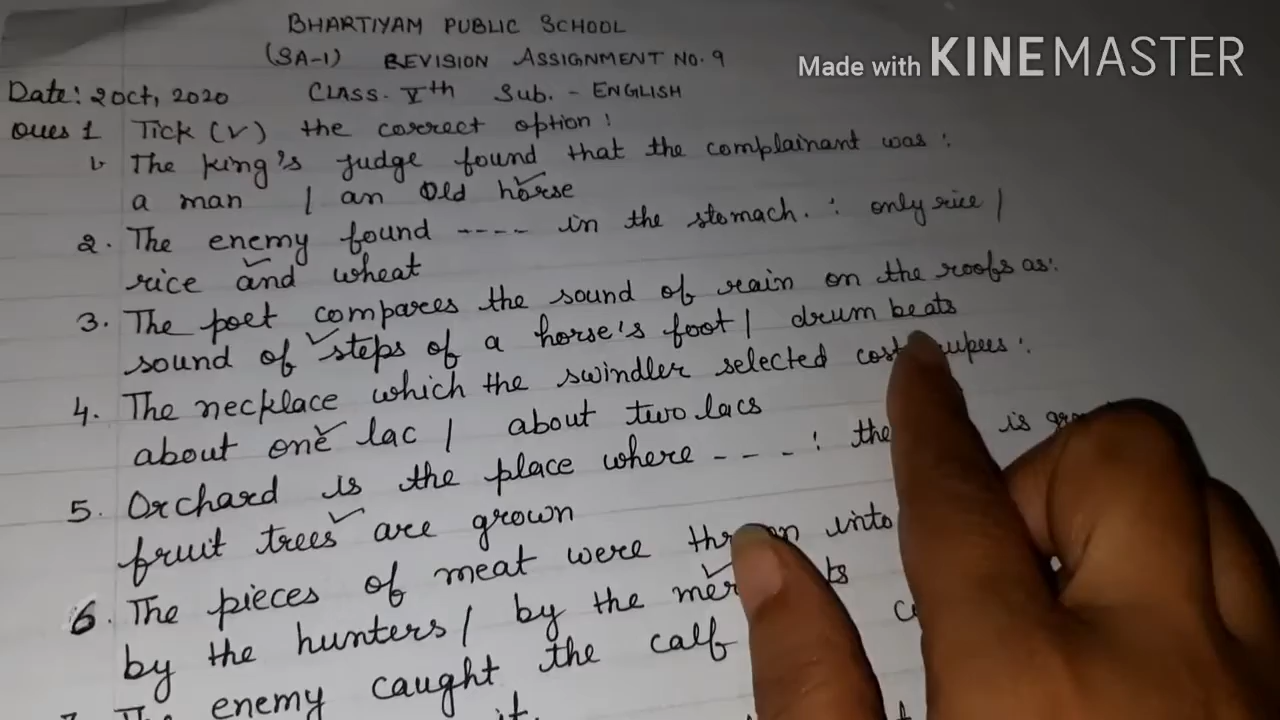 BHARTIYAM PUBLIC SCHOOL
Made with KINEMASTER
(SA-1) REVISION ASSIGNMENT NO. 9
Date: 2 Oct, 2020 CLASS. Vth Sub. - ENGLISH
Ques 1 Tick (✓) the correct option:
1. The King's judge found that the complainant was:
a man / an old horse
2. The enemy found ---- in the stomach. : only rice /
rice and wheat
3. The poet compares the sound of rain on the roofs as:
sound of steps of a horse's foot / drum beats
4. The necklace which the swindler selected cost rupees:
about one lac / about two lacs
5. Orchard is the place where ---- : the is
fruit trees are grown
6. The pieces of meat were into
by the hunters / by the
enemy caught the calf
it.